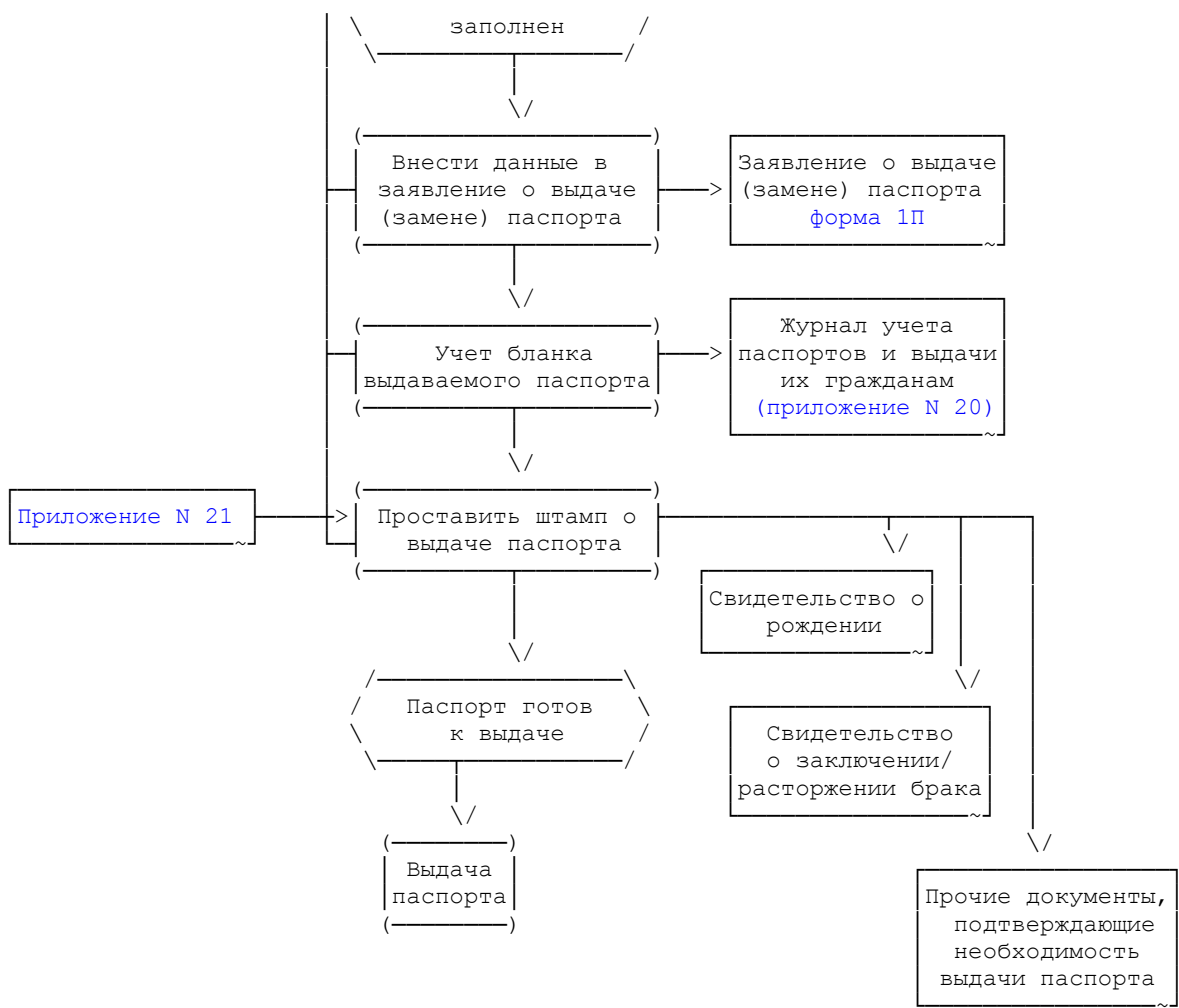 заполнен
Внести данные в
заявление о выдаче
(замене) паспорта
Заявление о выдаче
(замене) паспорта
форма 1П
Учет бланка
выдаваемого паспорта
Журнал учета
паспортов и выдачи
их гражданам
(приложение N 20)
Приложение N 21
Проставить штамп о
выдаче паспорта
Свидетельство о
рождении
Паспорт готов
к выдаче
Свидетельство
о заключении/
расторжении брака
Выдача
паспорта
Прочие документы,
подтверждающие
необходимость
выдачи паспорта